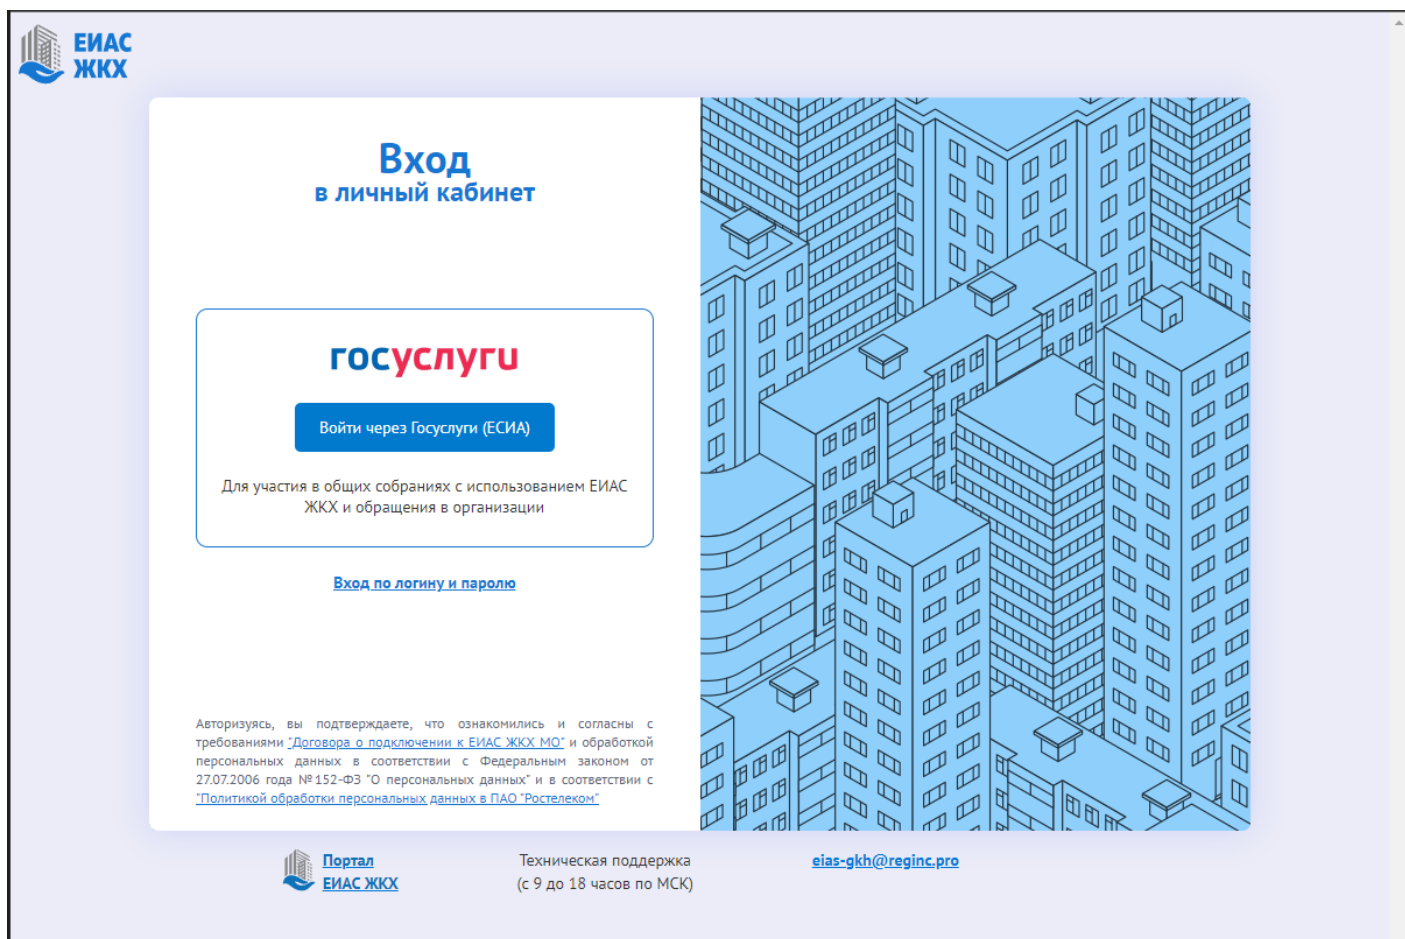 ЕИАС
ЖКХ
Вход
в личный кабинет
госуслуги
Войти через Госуслуги (ЕСИА)
Для участия в общих собраниях с использованием ЕИАС
ЖКХ и обращения в организации
Вход по логину и паролю
Авторизуясь, вы подтверждаете, что ознакомились и согласны с
требованиями "Договора о подключении к ЕИАС ЖКХ МО" и обработкой
персональных данных в соответствии с Федеральным законом от
27.07.2006 года №152-ФЗ "О персональных данных" и в соответствии с
"Политикой обработки персональных данных в ПАО "Ростелеком"
Портал
ЕИАС ЖКХ
Техническая поддержка
(с 9 до 18 часов по МСК)
eias-gkh@reginc.pro